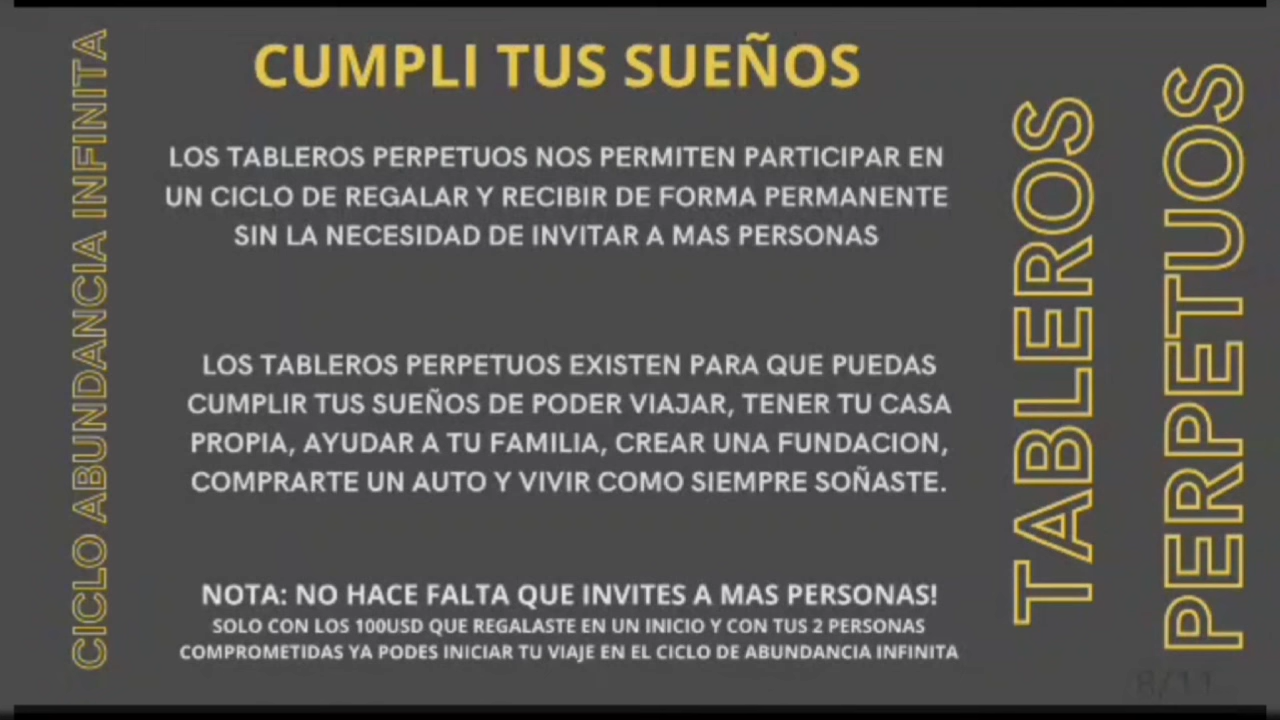 CICLO ABUNDANCIA INFINITA
CUMPLI TUS SUEÑOS
LOS TABLEROS PERPETUOS NOS PERMITEN PARTICIPAR EN
UN CICLO DE REGALAR Y RECIBIR DE FORMA PERMANENTE
SIN LA NECESIDAD DE INVITAR A MAS PERSONAS
LOS TABLEROS PERPETUOS EXISTEN PARA QUE PUEDAS
CUMPLIR TUS SUEÑOS DE PODER VIAJAR, TENER TU CASA
PROPIA, AYUDAR A TU FAMILIA, CREAR UNA FUNDACION,
COMPRARTE UN AUTO Y VIVIR COMO SIEMPRE SOÑASTE.
NOTA: NO HACE FALTA QUE INVITES A MAS PERSONAS!
SOLO CON LOS 100USD QUE REGALASTE EN UN INICIO Y CON TUS 2 PERSONAS
COMPROMETIDAS YA PODES INICIAR TU VIAJE EN EL CICLO DE ABUNDANCIA INFINITA
TABLEROS
PERPETUOS
8/11